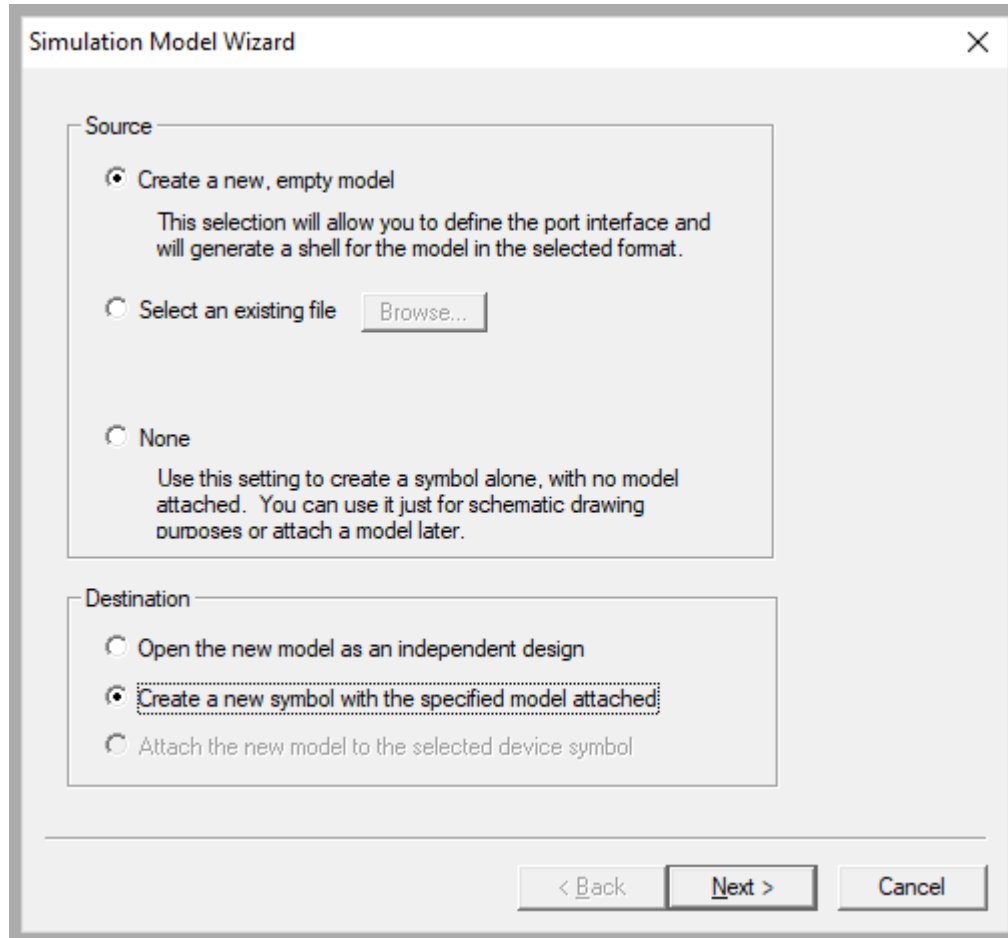 Simulation Model Wizard
Source
Create a new, empty model
This selection will allow you to define the port interface and
will generate a shell for the model in the selected format.
Select an existing file
Browse...
None
Use this setting to create a symbol alone, with no model
attached. You can use it just for schematic drawing
purposes or attach a model later.
Destination
Open the new model as an independent design
Create a new symbol with the specified model attached
Attach the new model to the selected device symbol
< Back
Next >
Cancel